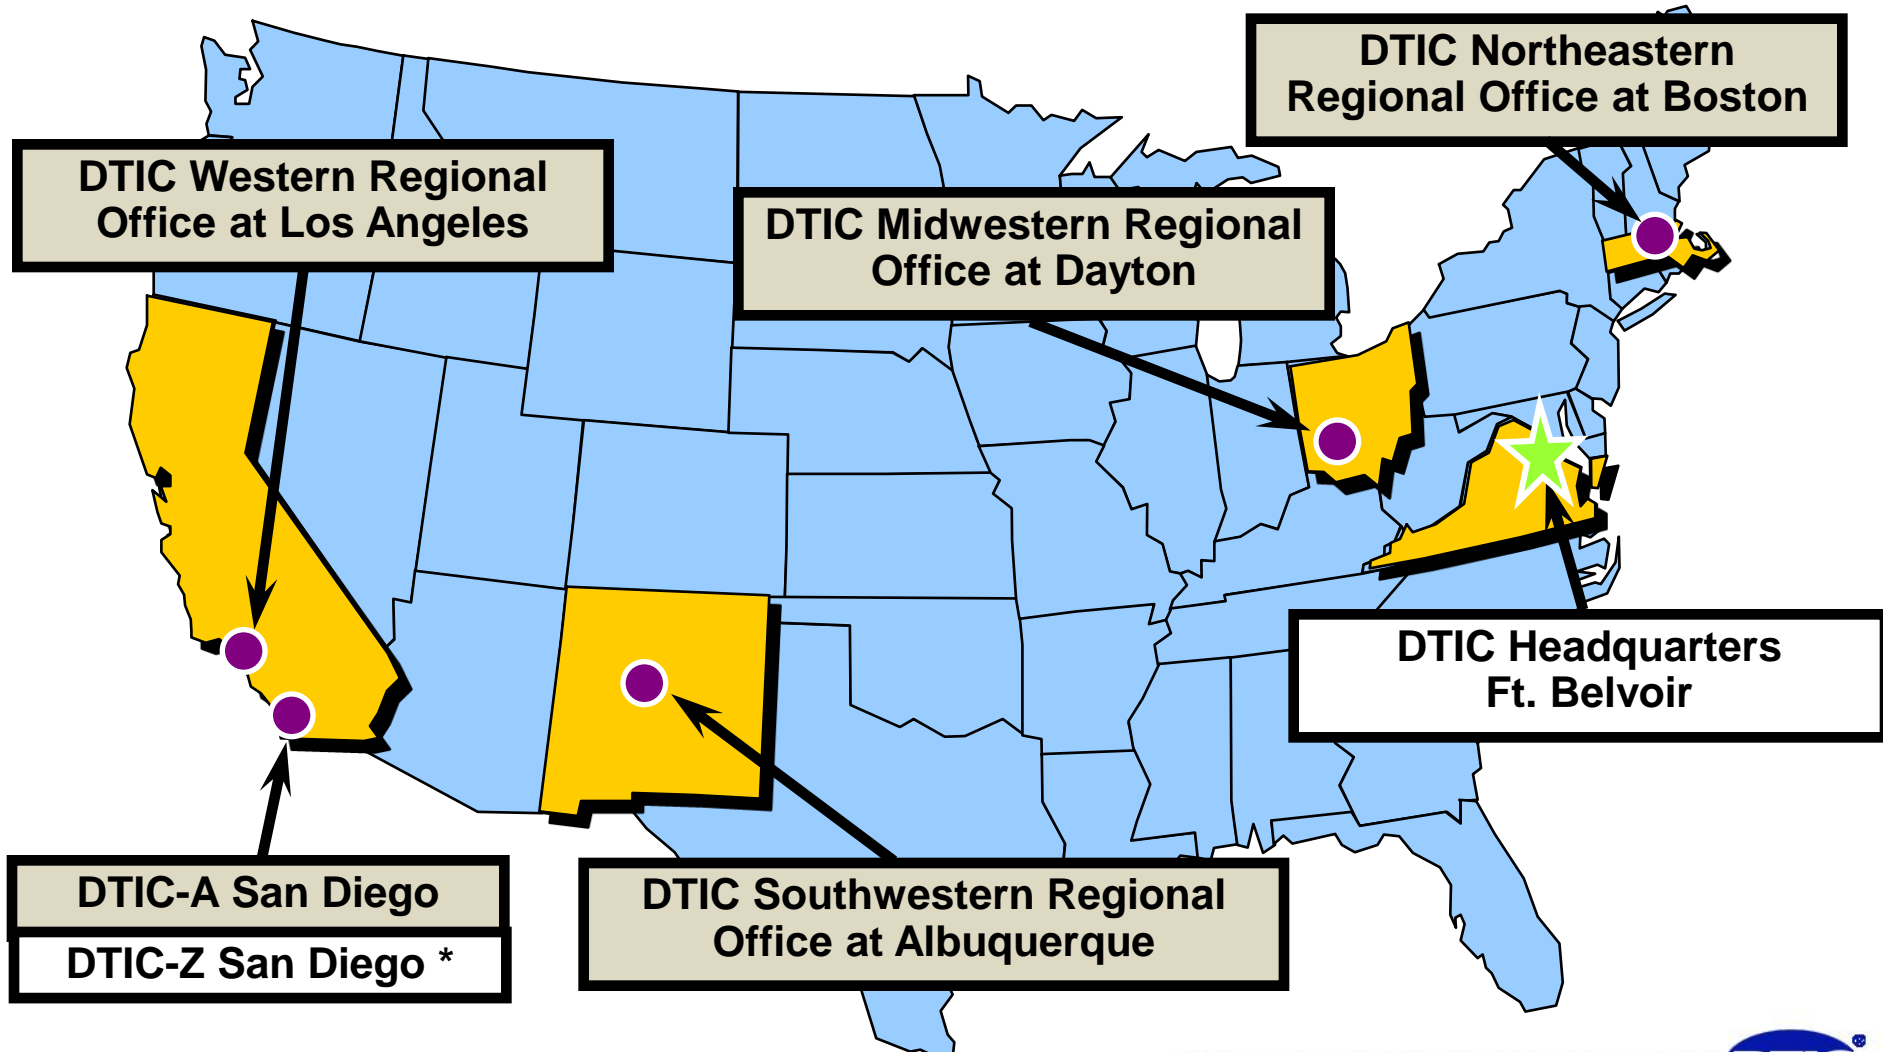 DTIC Northeastern
Regional Office at Boston
DTIC Western Regional
Office at Los Angeles
DTIC Midwestern Regional
Office at Dayton
DTIC Headquarters
Ft. Belvoir
DTIC-A San Diego
DTIC-Z San Diego *
DTIC Southwestern Regional
Office at Albuquerque